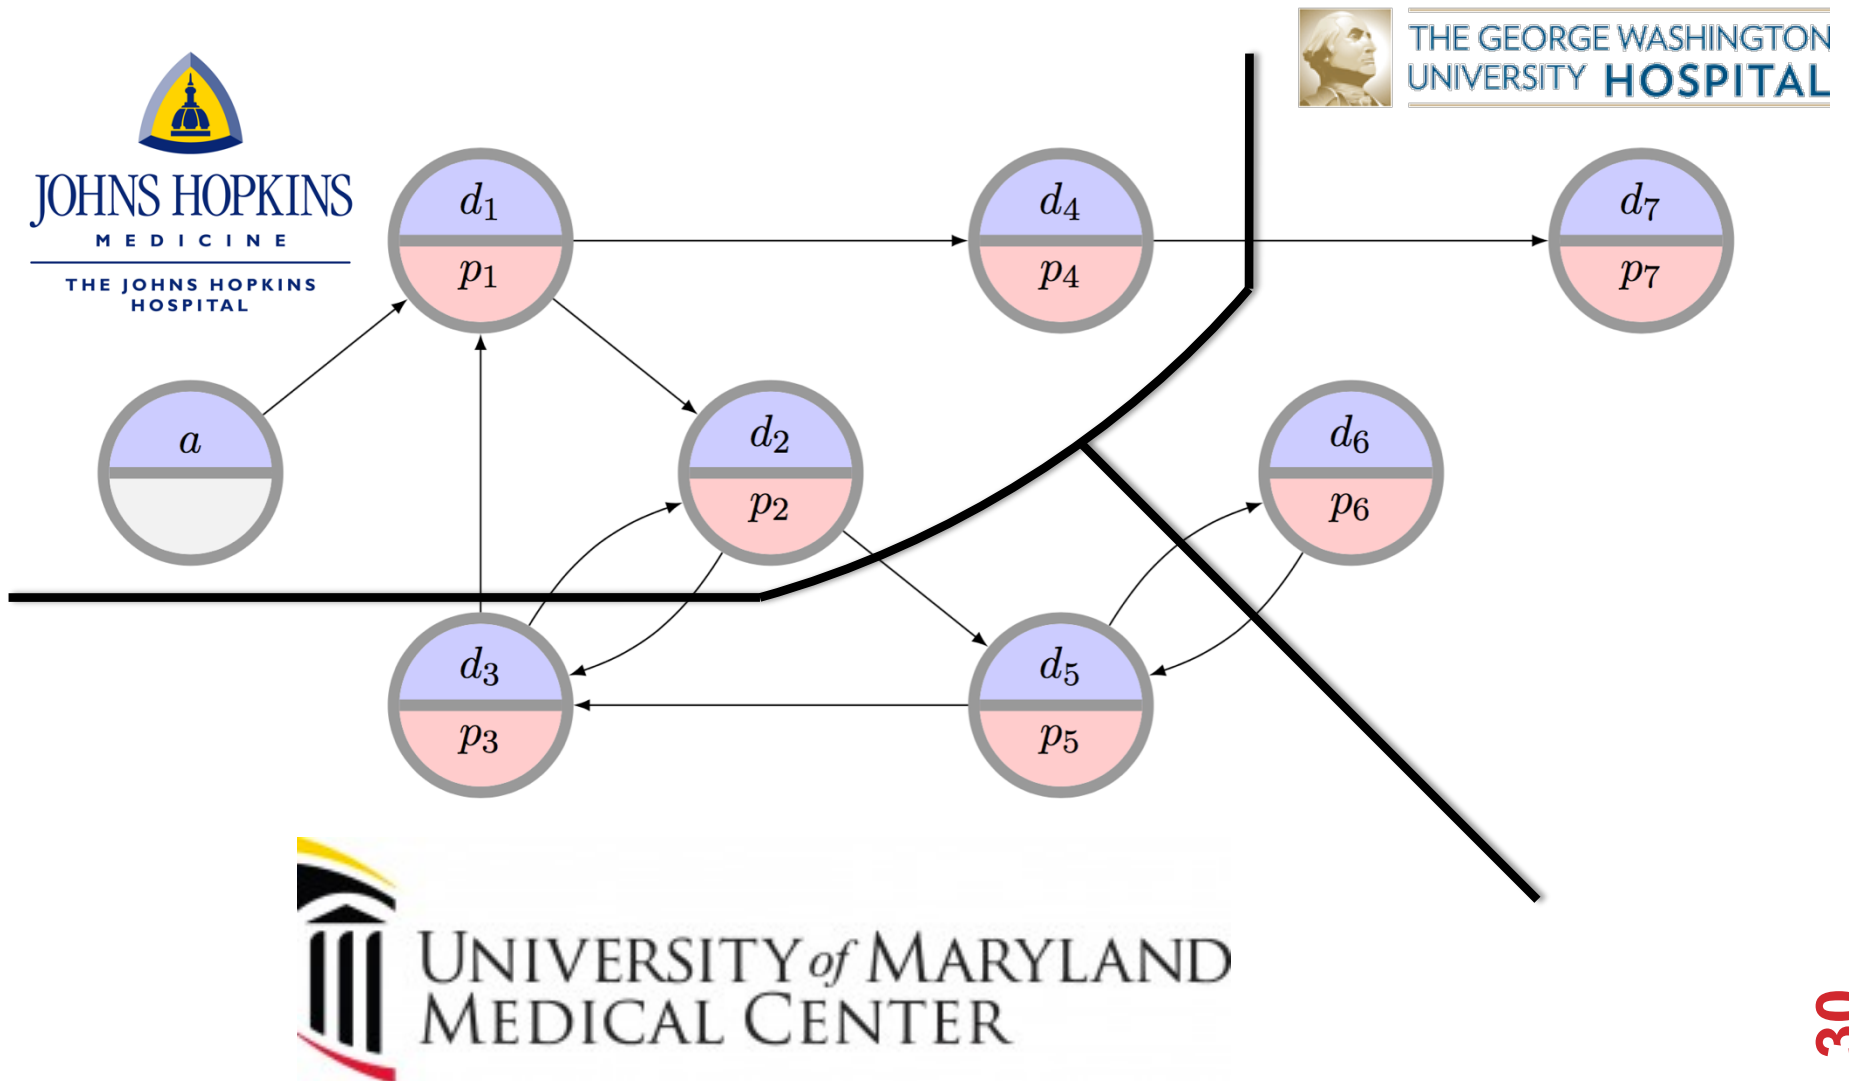 THE GEORGE WASHINGTON
UNIVERSITY HOSPITAL
JOHNS HOPKINS
MEDICINE
THE JOHNS HOPKINS
HOSPITAL
d1
p1
d4
p4
d7
p7
a
d2
p2
d6
p6
d3
p3
d5
p5
UNIVERSITY of MARYLAND
MEDICAL CENTER
30